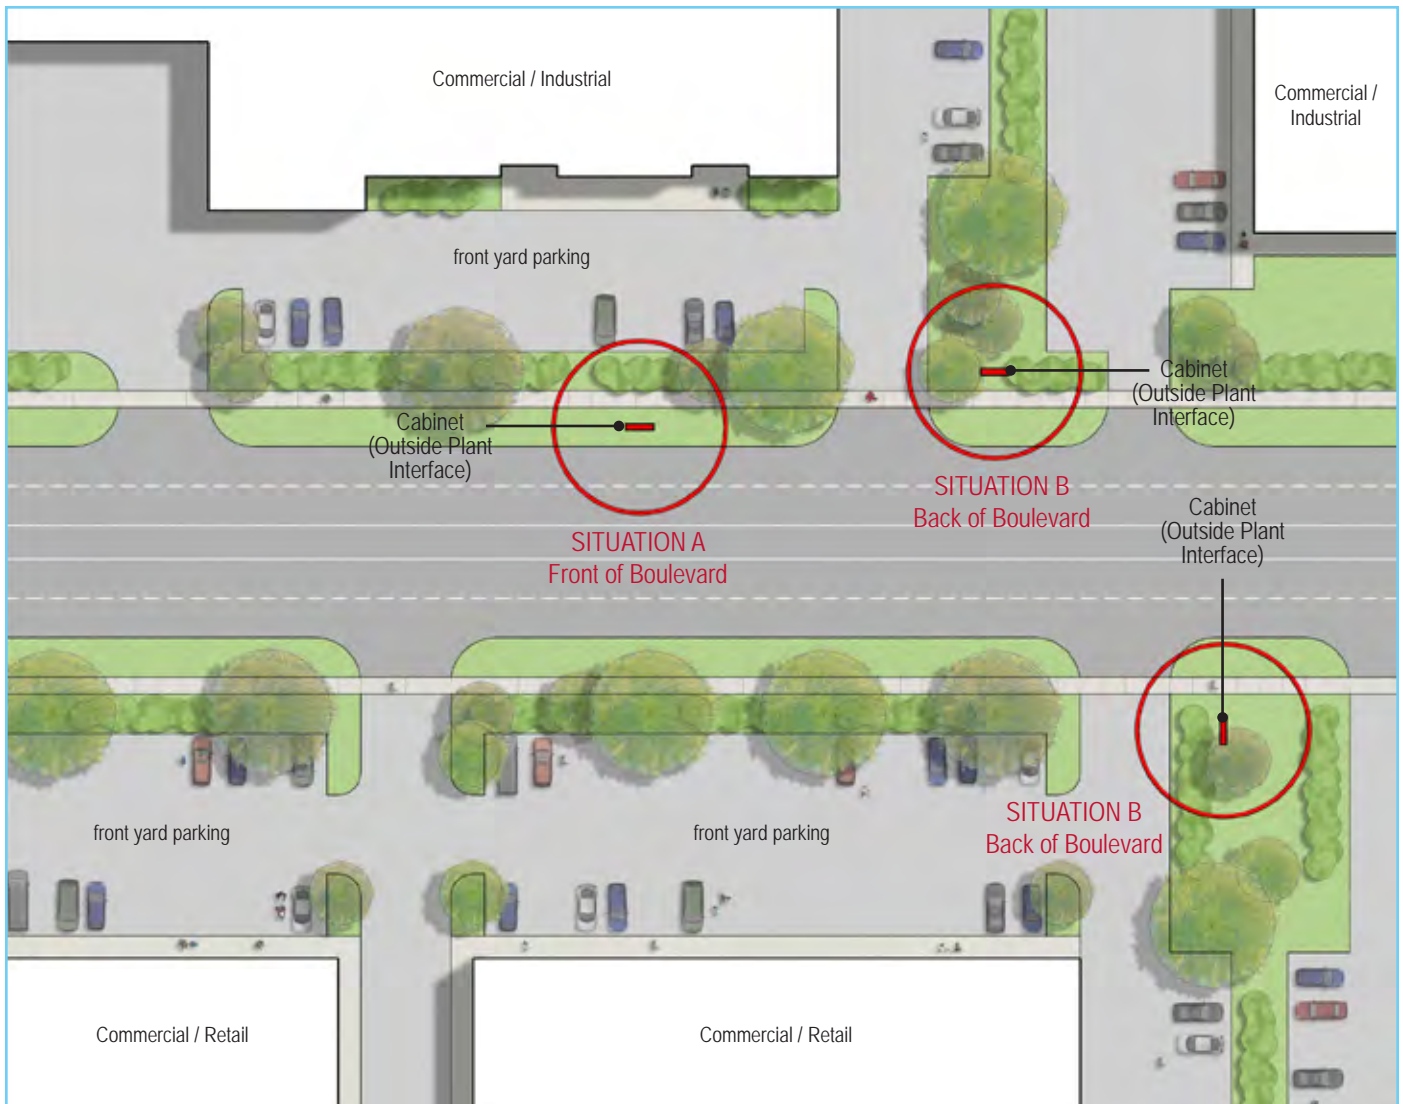 Commercial / Industrial
Commercial /
Industrial
front yard parking
Cabinet
(Outside Plant
Interface)
Cabinet
(Outside Plant
Interface)
SITUATION A
Front of Boulevard
SITUATION B
Back of Boulevard
Cabinet
(Outside Plant
Interface)
SITUATION B
Back of Boulevard
front yard parking
front yard parking
Commercial / Retail
Commercial / Retail